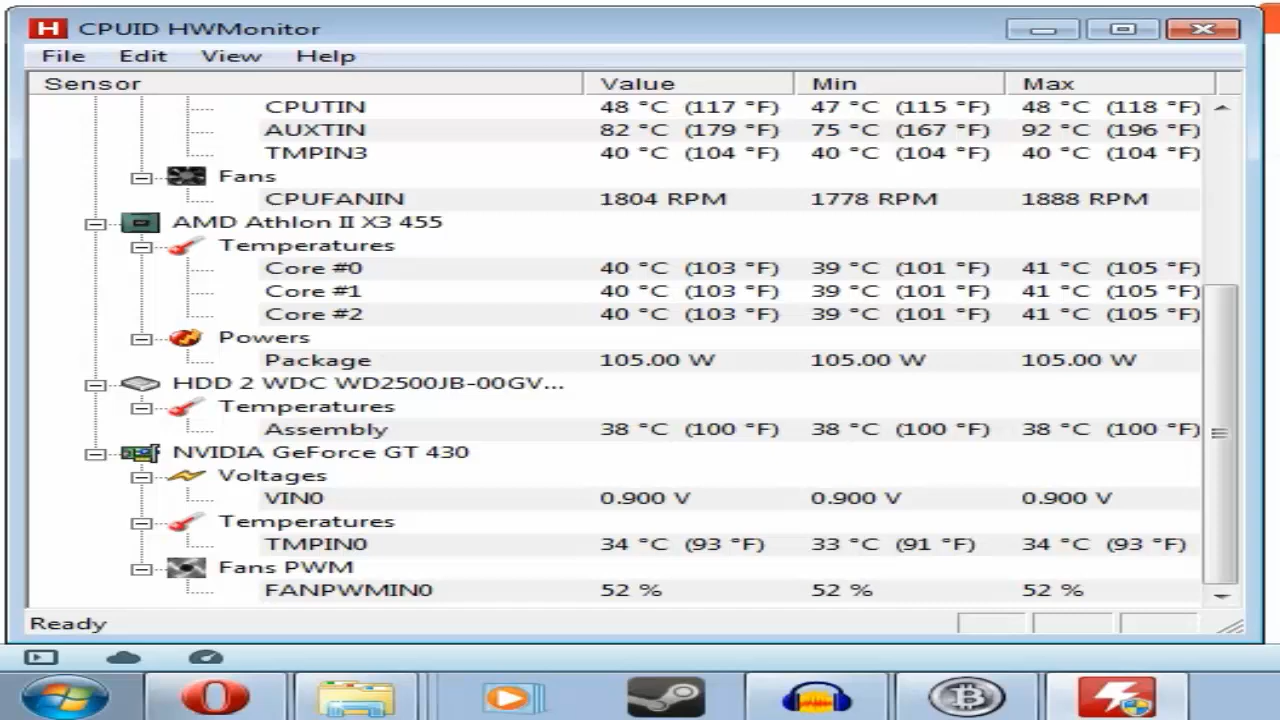 CPUID HWMonitor
File Edit View Help
Sensor Value Min Max
CPUTIN 48 °C (117 °F) 47 °C (115 °F) 48 °C (118 °F)
AUXTIN 82 °C (179 °F) 75 °C (167 °F) 92 °C (196 °F)
TMPIN3 40 °C (104 °F) 40 °C (104 °F) 40 °C (104 °F)
Fans
CPUFANIN 1804 RPM 1778 RPM 1888 RPM
AMD Athlon II X3 455
Temperatures
Core #0 40 °C (103 °F) 39 °C (101 °F) 41 °C (105 °F)
Core #1 40 °C (103 °F) 39 °C (101 °F) 41 °C (105 °F)
Core #2 40 °C (103 °F) 39 °C (101 °F) 41 °C (105 °F)
Powers
Package 105.00 W 105.00 W 105.00 W
HDD 2 WDC WD2500JB-00GV...
Temperatures
Assembly 38 °C (100 °F) 38 °C (100 °F) 38 °C (100 °F)
NVIDIA GeForce GT 430
Voltages
VIN0 0.900 V 0.900 V 0.900 V
Temperatures
TMPIN0 34 °C (93 °F) 33 °C (91 °F) 34 °C (93 °F)
Fans PWM
FANPWMIN0 52 % 52 % 52 %
Ready